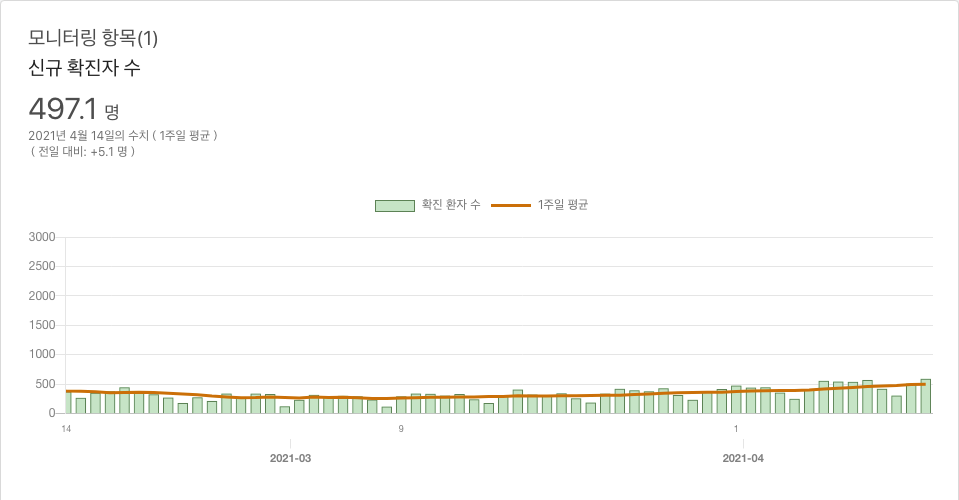 모니터링 항목(1)
신규 확진자 수
497.1 명
2021년 4월 14일의 수치 ( 1주일 평균 )
( 전일 대비: +5.1 명 )
확진 환자 수 1주일 평균
3000
2500
2000
1500
1000
500
0
14 9 1
2021-03 2021-04